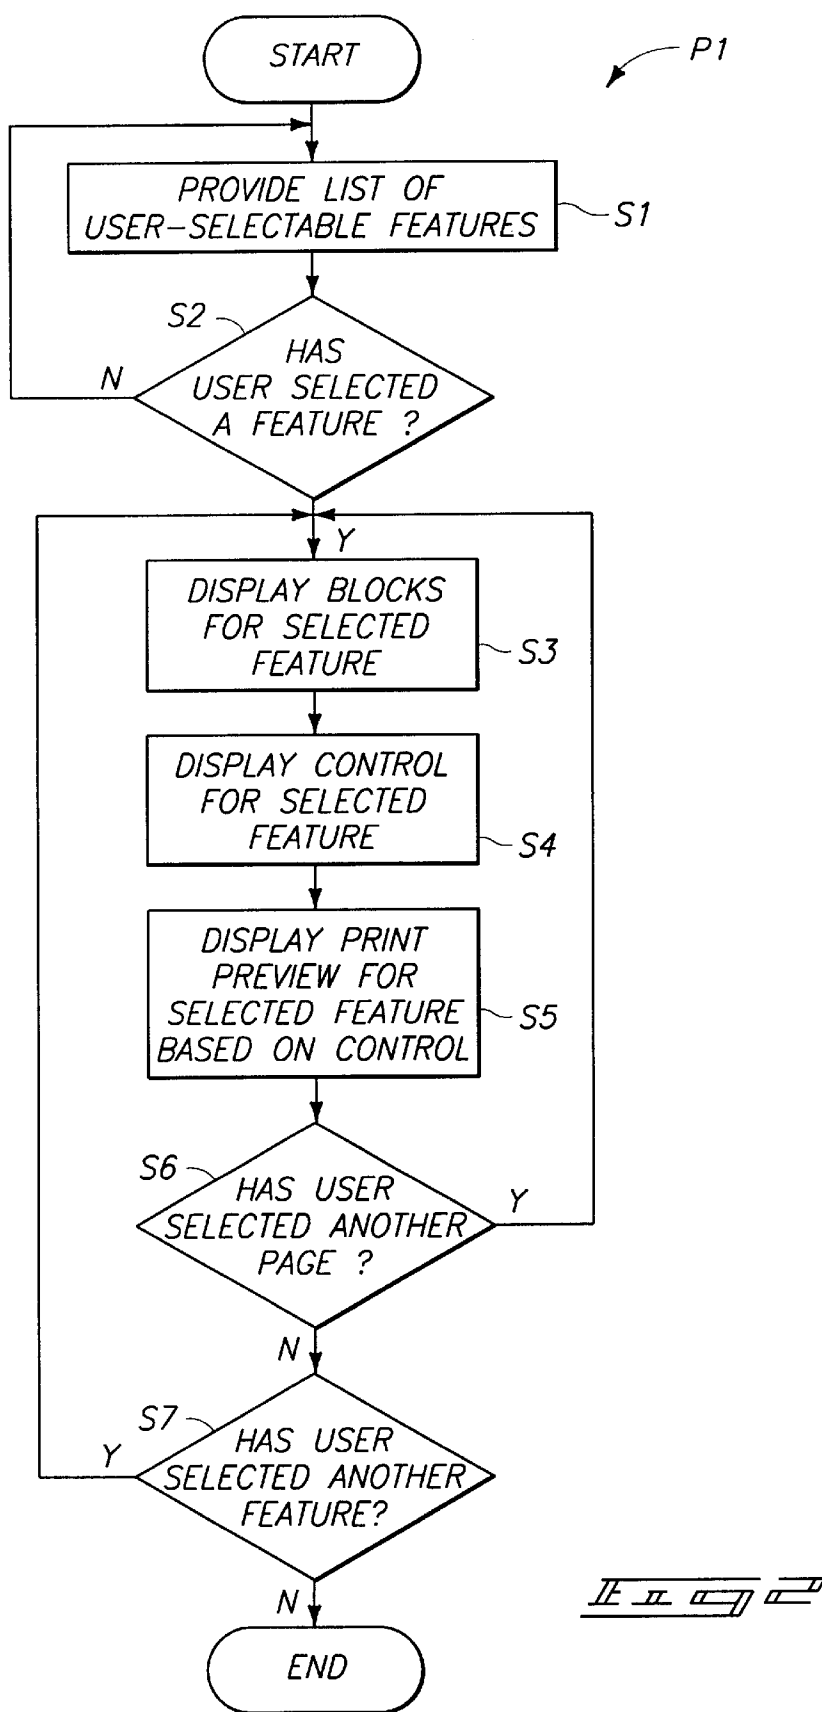 START
P1
PROVIDE LIST OF
USER-SELECTABLE FEATURES
S1
S2
HAS
USER SELECTED
A FEATURE ?
N
Y
DISPLAY BLOCKS
FOR SELECTED
FEATURE
S3
DISPLAY CONTROL
FOR SELECTED
FEATURE
S4
DISPLAY PRINT
PREVIEW FOR
SELECTED FEATURE
BASED ON CONTROL
S5
S6
HAS USER
SELECTED ANOTHER
PAGE ?
Y
N
S7
HAS USER
SELECTED ANOTHER
FEATURE?
Y
N
END
Fig 2